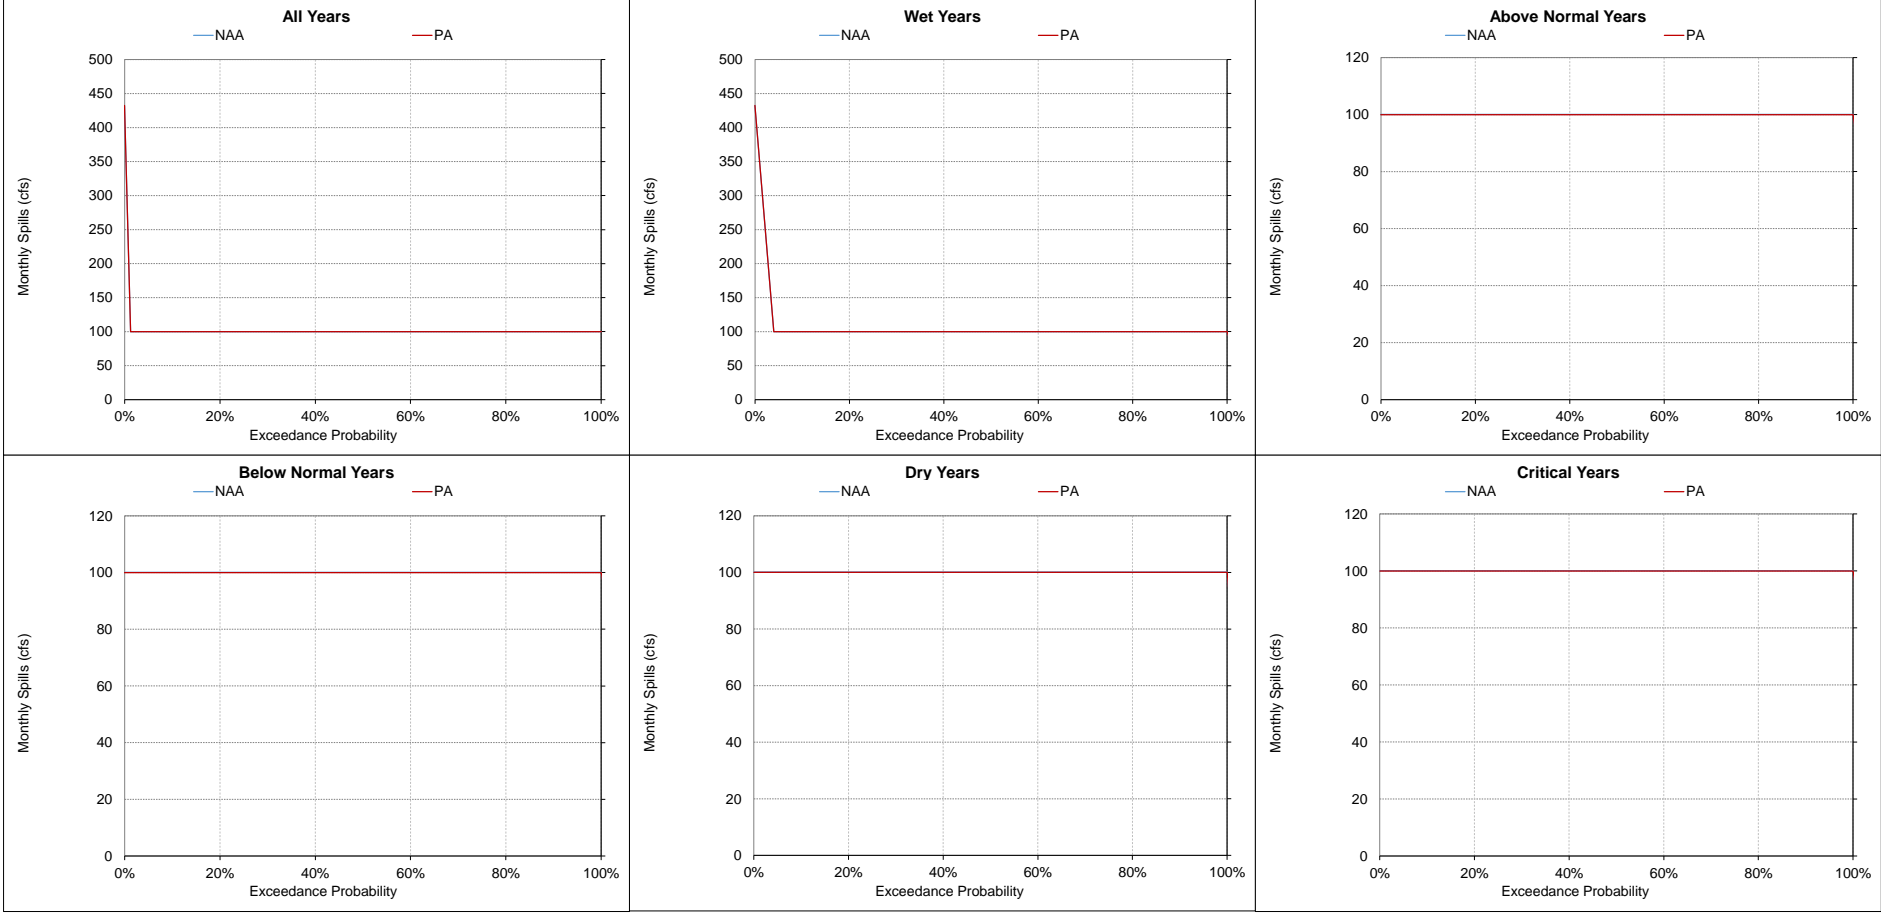 All Years
NAA PA
500
450
400
350
300
250
200
150
100
50
0
0% 20% 40% 60% 80% 100%
Monthly Spills (cfs)
Exceedance Probability
Wet Years
NAA PA
500
450
400
350
300
250
200
150
100
50
0
0% 20% 40% 60% 80% 100%
Monthly Spills (cfs)
Exceedance Probability
Above Normal Years
NAA PA
120
100
80
60
40
20
0
0% 20% 40% 60% 80% 100%
Monthly Spills (cfs)
Exceedance Probability
Below Normal Years
NAA PA
120
100
80
60
40
20
0
0% 20% 40% 60% 80% 100%
Monthly Spills (cfs)
Exceedance Probability
Dry Years
NAA PA
120
100
80
60
40
20
0
0% 20% 40% 60% 80% 100%
Monthly Spills (cfs)
Exceedance Probability
Critical Years
NAA PA
120
100
80
60
40
20
0
0% 20% 40% 60% 80% 100%
Monthly Spills (cfs)
Exceedance Probability